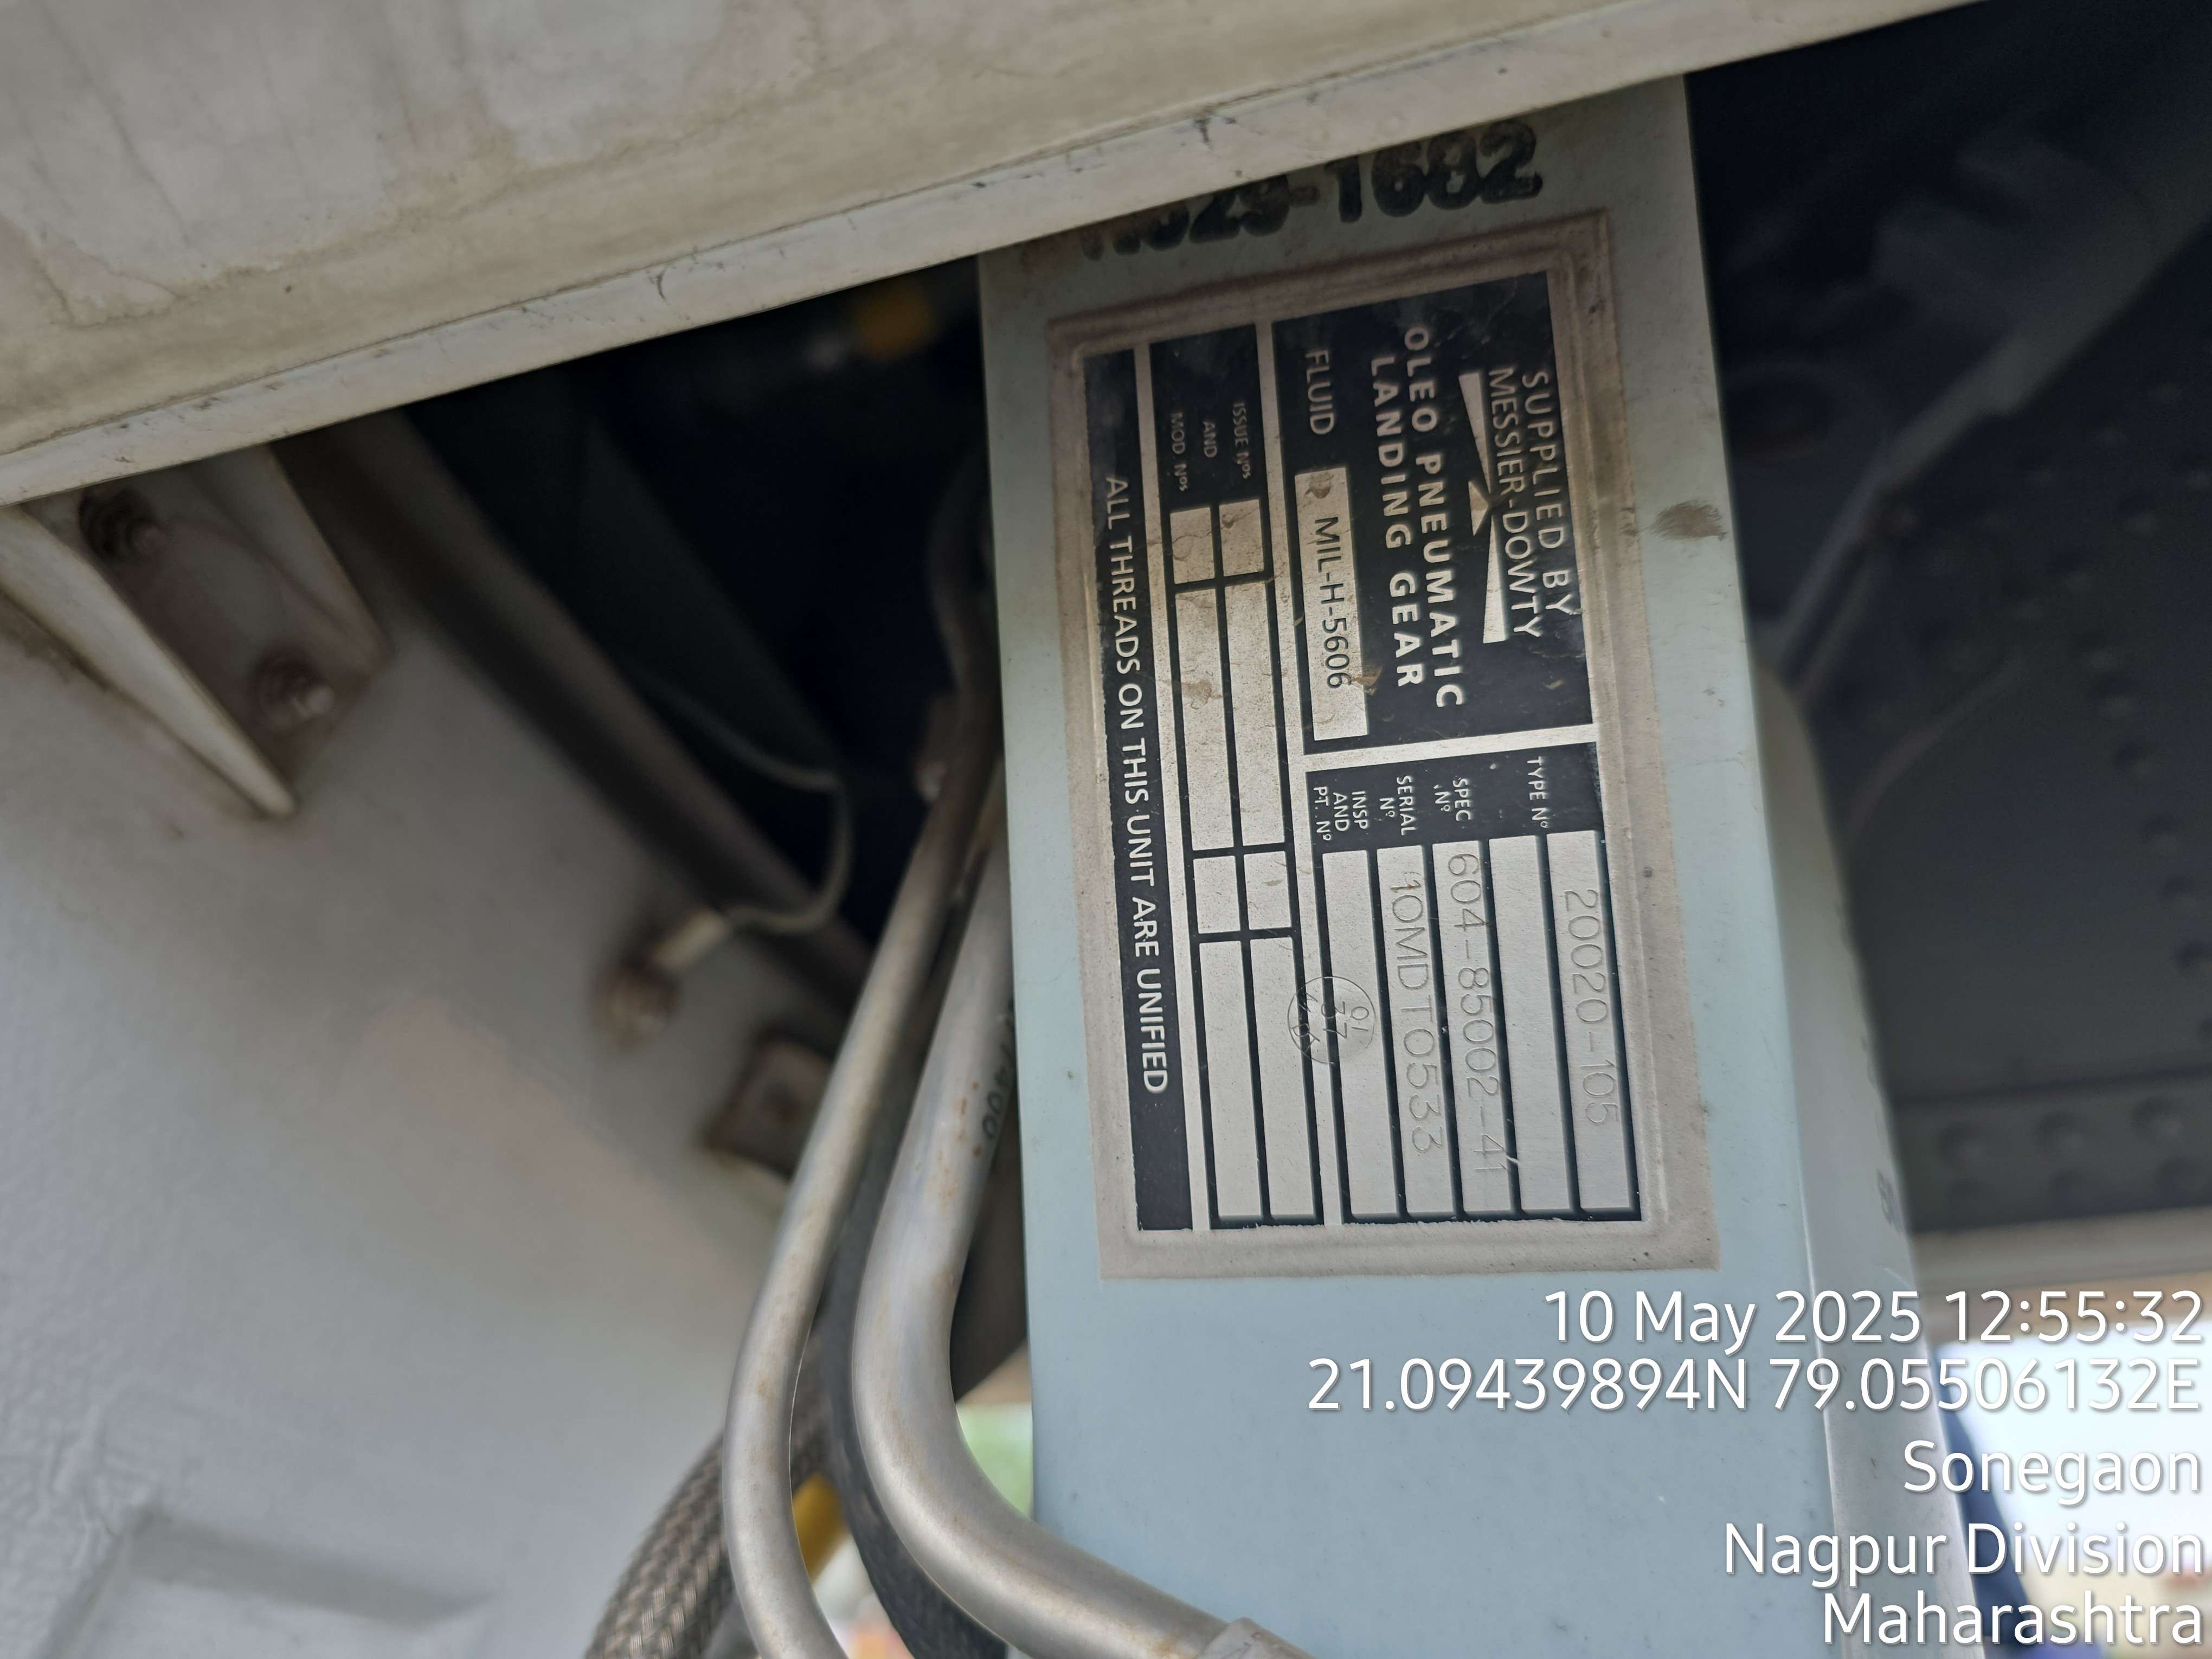 SUPPLIED BY
MESSIER-DOWTY
OLEO PNEUMATIC
LANDING GEAR
FLUID MIL-H-5606
TYPE Nº 20020-105
SPEC Nº 604-85002-41
SERIAL Nº 10MDT0533
INSP AND PT. Nº
ISSUE Nºs
AND
MOD Nºs
ALL THREADS ON THIS UNIT ARE UNIFIED
10 May 2025 12:55:32
21.09439894N 79.05506132E
Sonegaon
Nagpur Division
Maharashtra